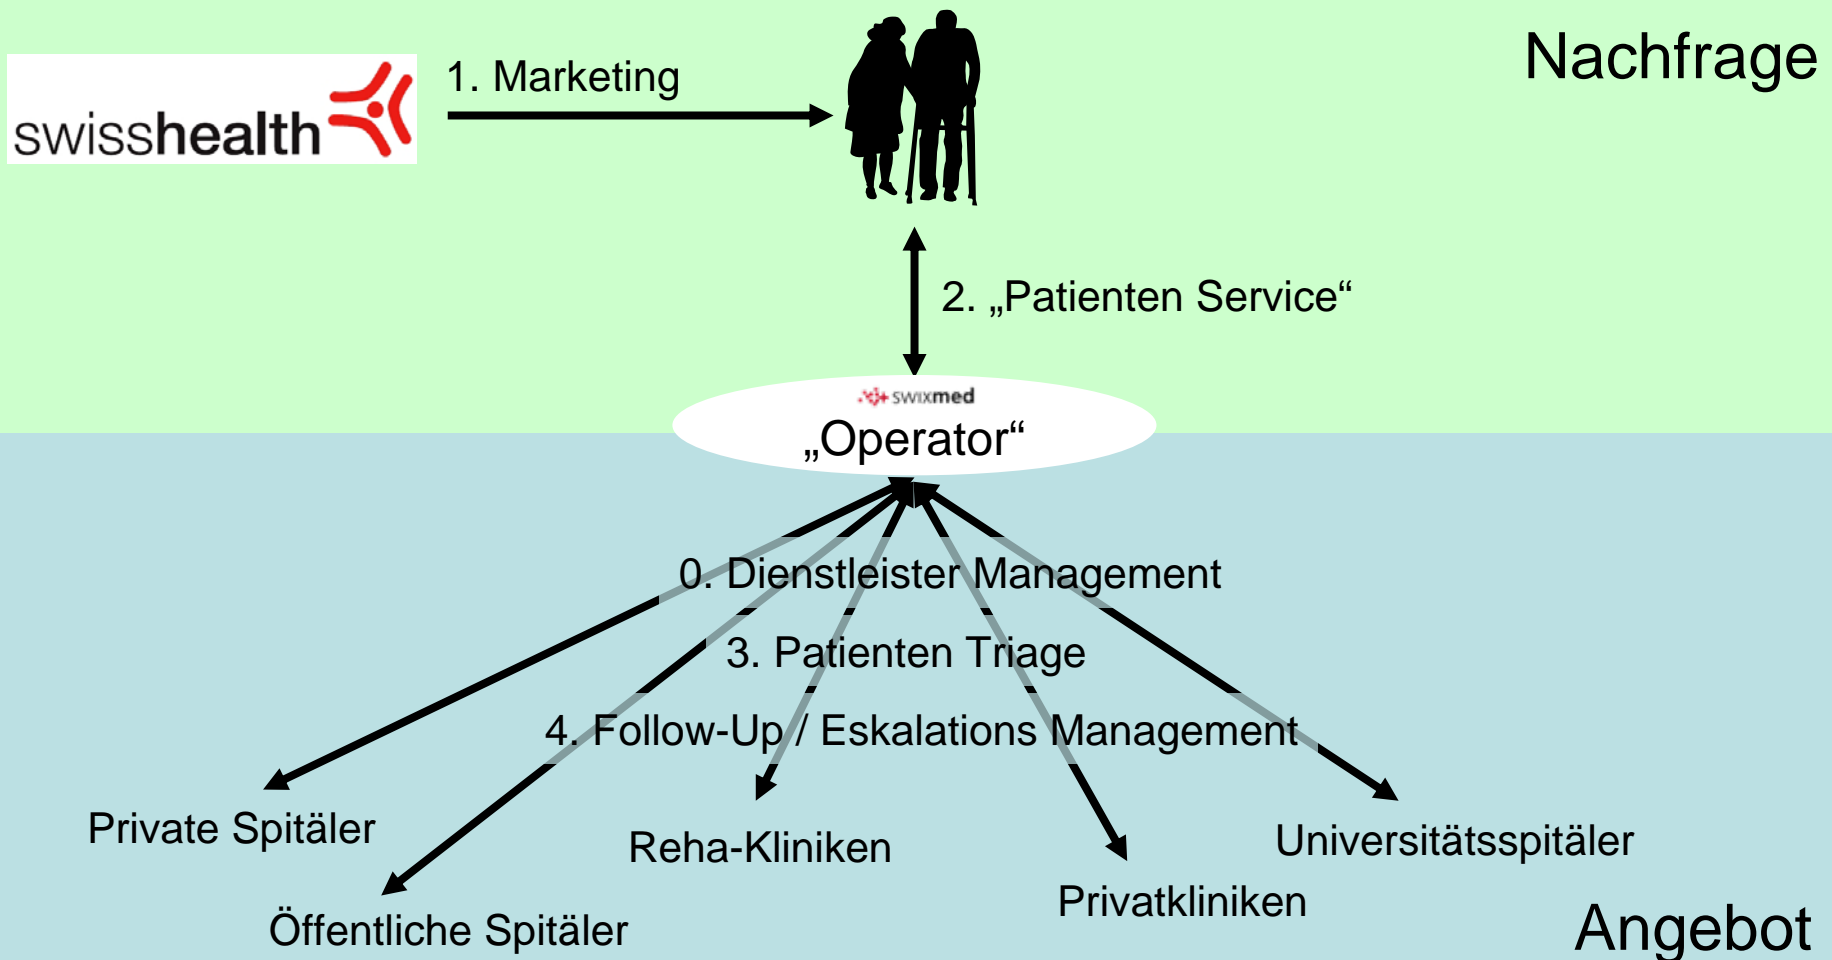 Nachfrage
1. Marketing
swisshealth
2. „Patienten Service“
swixmed
„Operator“
0. Dienstleister Management
3. Patienten Triage
4. Follow-Up / Eskalations Management
Private Spitäler
Reha-Kliniken
Universitätsspitäler
Privatkliniken
Öffentliche Spitäler
Angebot